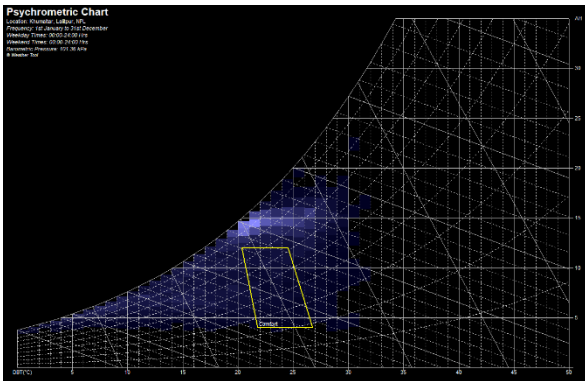 Psychrometric Chart
Location: Khumaltar, Lalitpur, NPL
Frequency: 1st January to 31st December
Weekday Times: 00:00-24:00 Hrs
Weekend Times: 00:00-24:00 Hrs
Barometric Pressure: 101.36 kPa
© Weather Tool
AH
30
25
20
15
10
5
Comfort
DBT(°C) 5 10 15 20 25 30 35 40 45 50